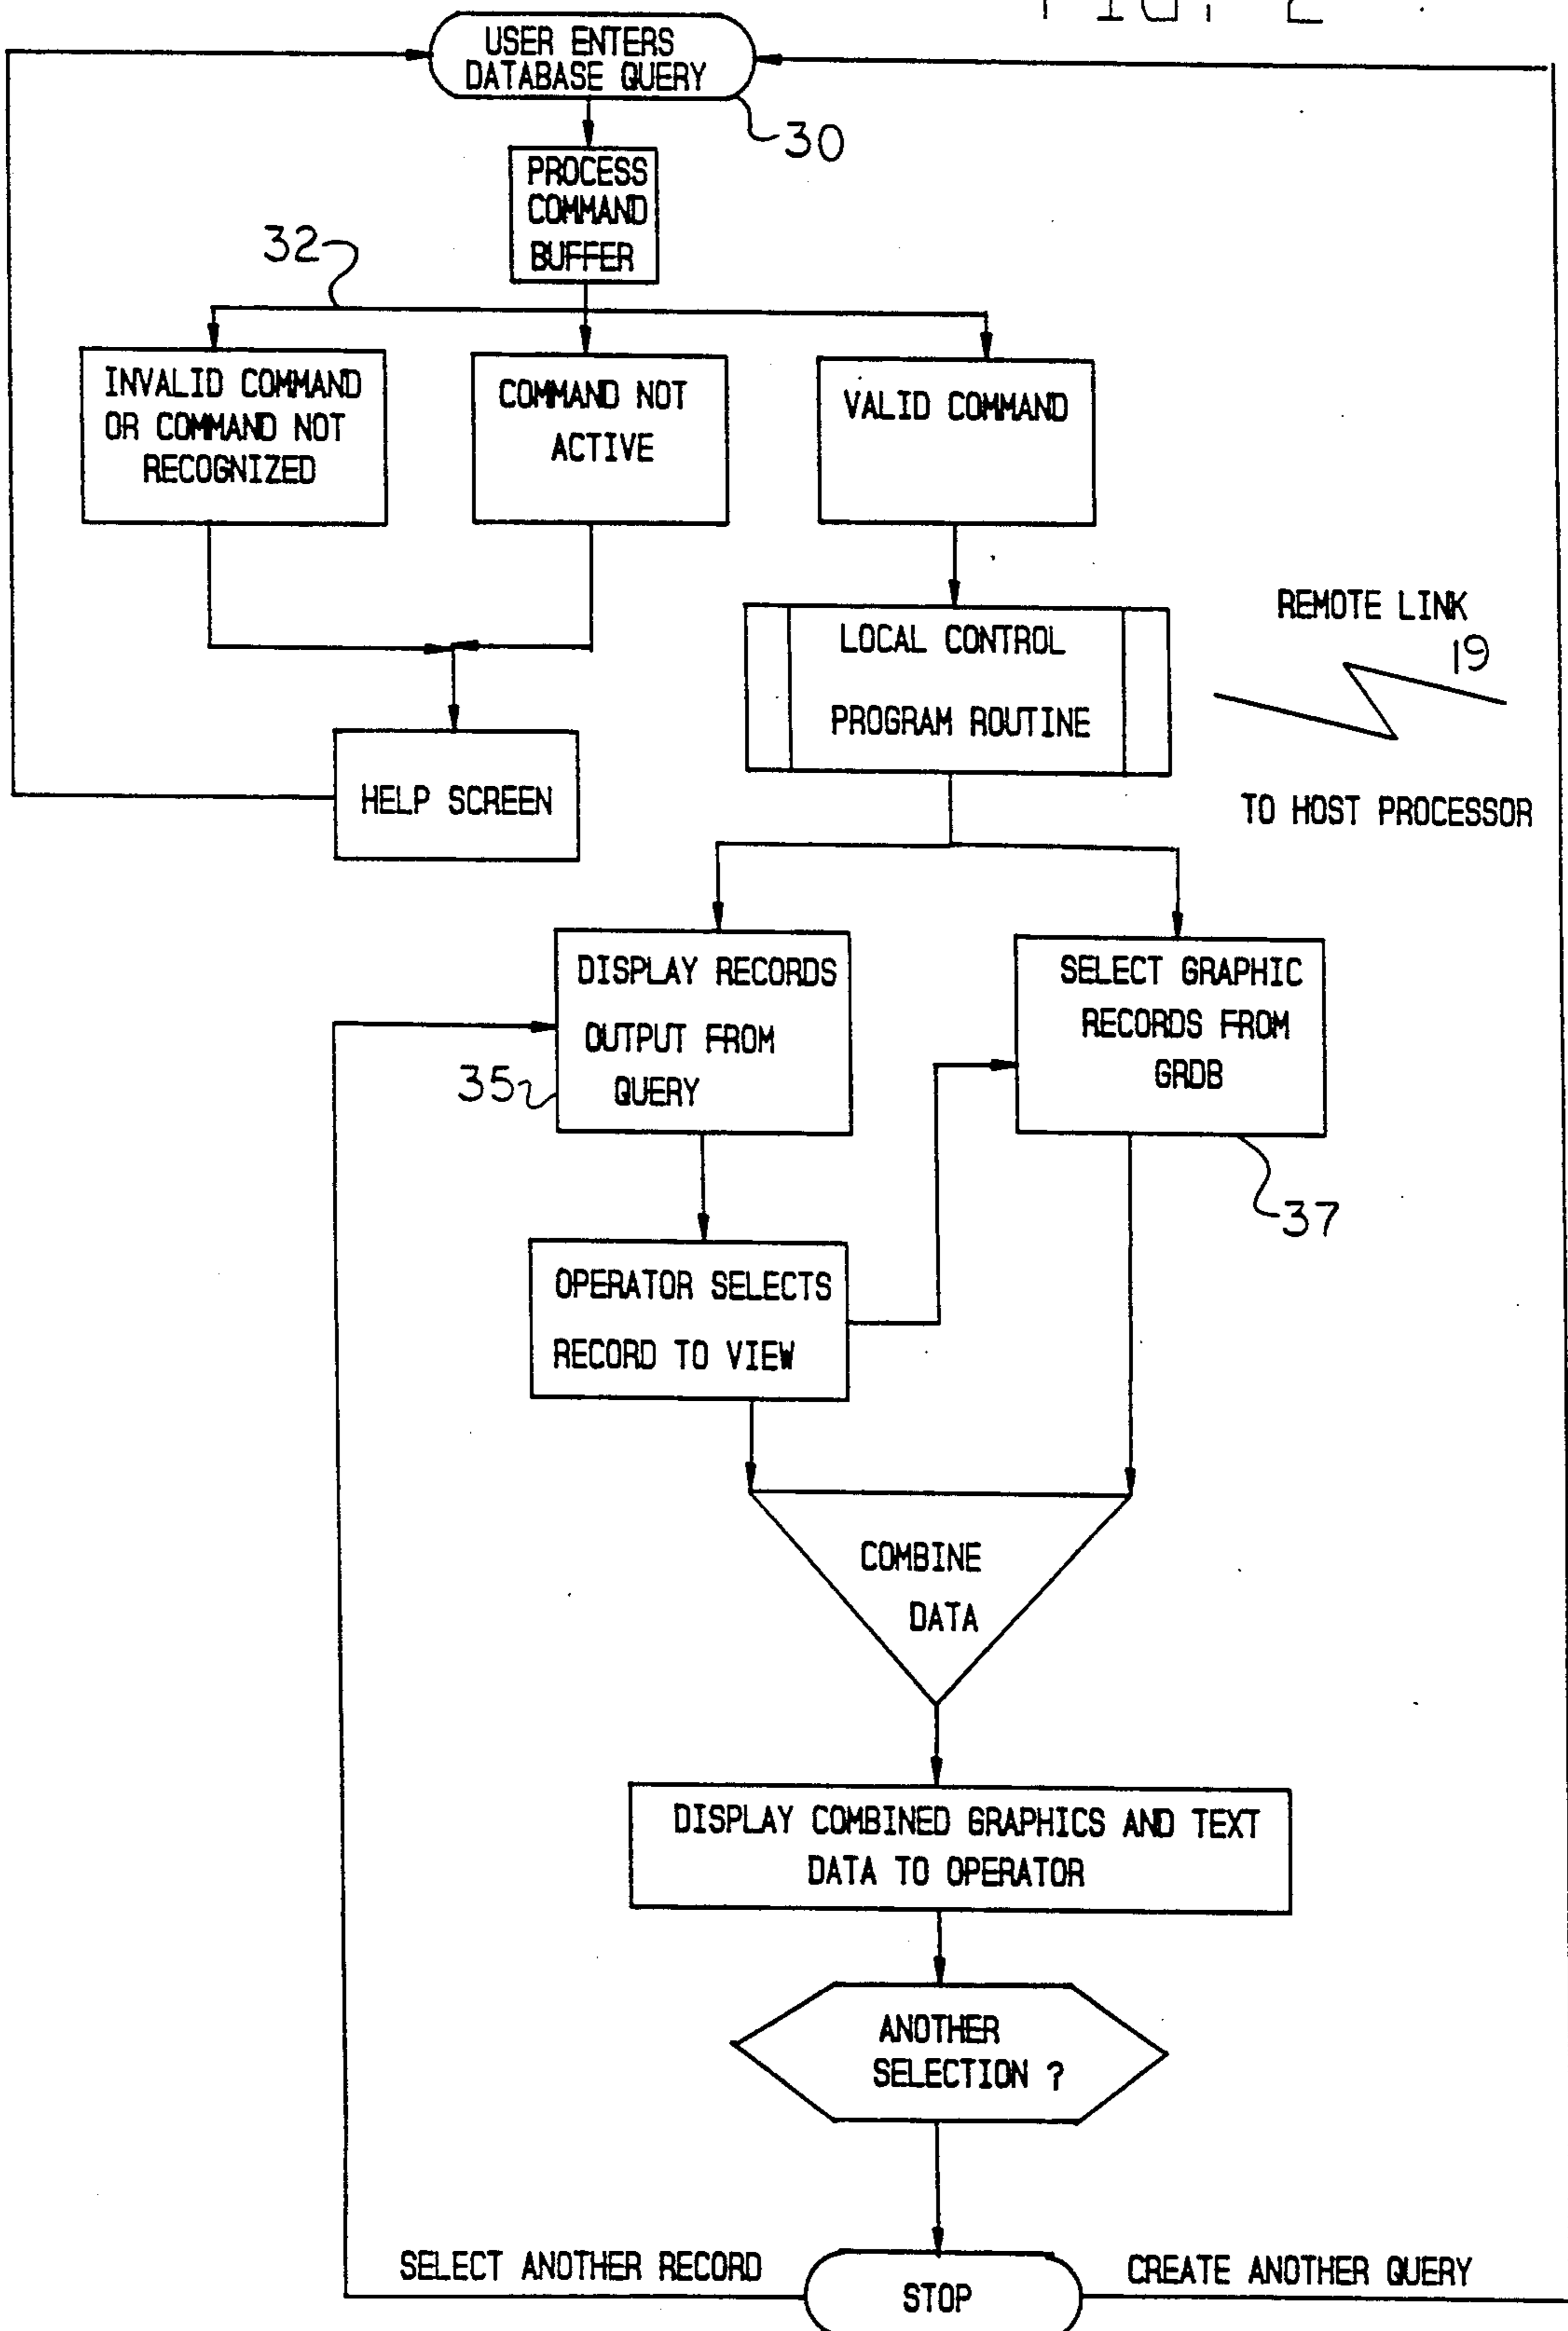 FIG. 2
USER ENTERS
DATABASE QUERY
30
PROCESS
COMMAND
BUFFER
32
INVALID COMMAND
OR COMMAND NOT
RECOGNIZED
COMMAND NOT
ACTIVE
VALID COMMAND
LOCAL CONTROL
PROGRAM ROUTINE
REMOTE LINK
19
TO HOST PROCESSOR
HELP SCREEN
DISPLAY RECORDS
OUTPUT FROM
QUERY
35
SELECT GRAPHIC
RECORDS FROM
GRDB
37
OPERATOR SELECTS
RECORD TO VIEW
COMBINE
DATA
DISPLAY COMBINED GRAPHICS AND TEXT
DATA TO OPERATOR
ANOTHER
SELECTION ?
SELECT ANOTHER RECORD
STOP
CREATE ANOTHER QUERY